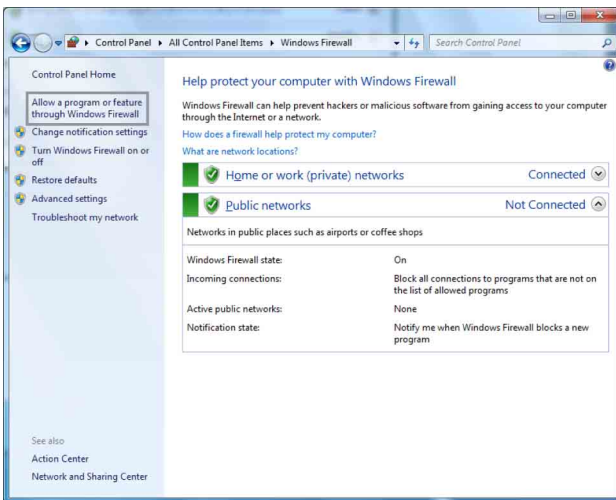 Control Panel ▸ All Control Panel Items ▸ Windows Firewall
Search Control Panel
Control Panel Home
Allow a program or feature
through Windows Firewall
Change notification settings
Turn Windows Firewall on or
off
Restore defaults
Advanced settings
Troubleshoot my network
See also
Action Center
Network and Sharing Center
Help protect your computer with Windows Firewall
Windows Firewall can help prevent hackers or malicious software from gaining access to your computer
through the Internet or a network.
How does a firewall help protect my computer?
What are network locations?
Home or work (private) networks Connected
Public networks Not Connected
Networks in public places such as airports or coffee shops
Windows Firewall state: On
Incoming connections: Block all connections to programs that are not on
the list of allowed programs
Active public networks: None
Notification state: Notify me when Windows Firewall blocks a new
program